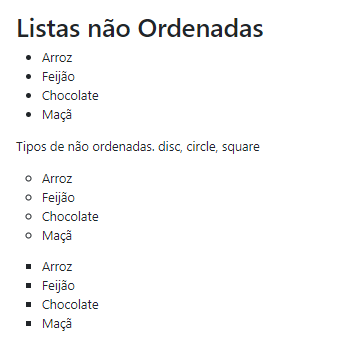 Listas não Ordenadas
Arroz
Feijão
Chocolate
Maçã
Tipos de não ordenadas. disc, circle, square
Arroz
Feijão
Chocolate
Maçã
Arroz
Feijão
Chocolate
Maçã